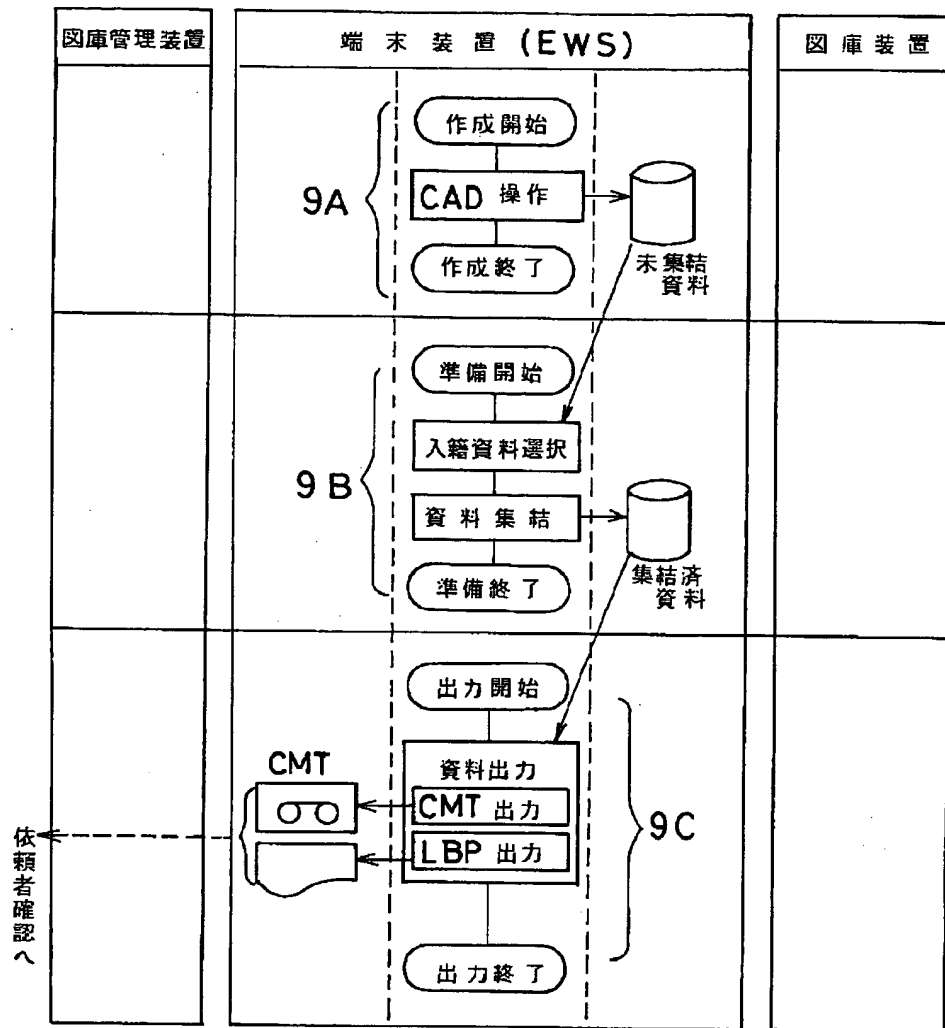 図庫管理装置
端末装置(EWS)
図庫装置
作成開始
9A
CAD 操作
作成終了
未集結
資料
準備開始
入籍資料選択
9B
資料集結
準備終了
集結済
資料
出力開始
資料出力
CMT
CMT 出力
LBP 出力
9C
依頼者確認へ
出力終了